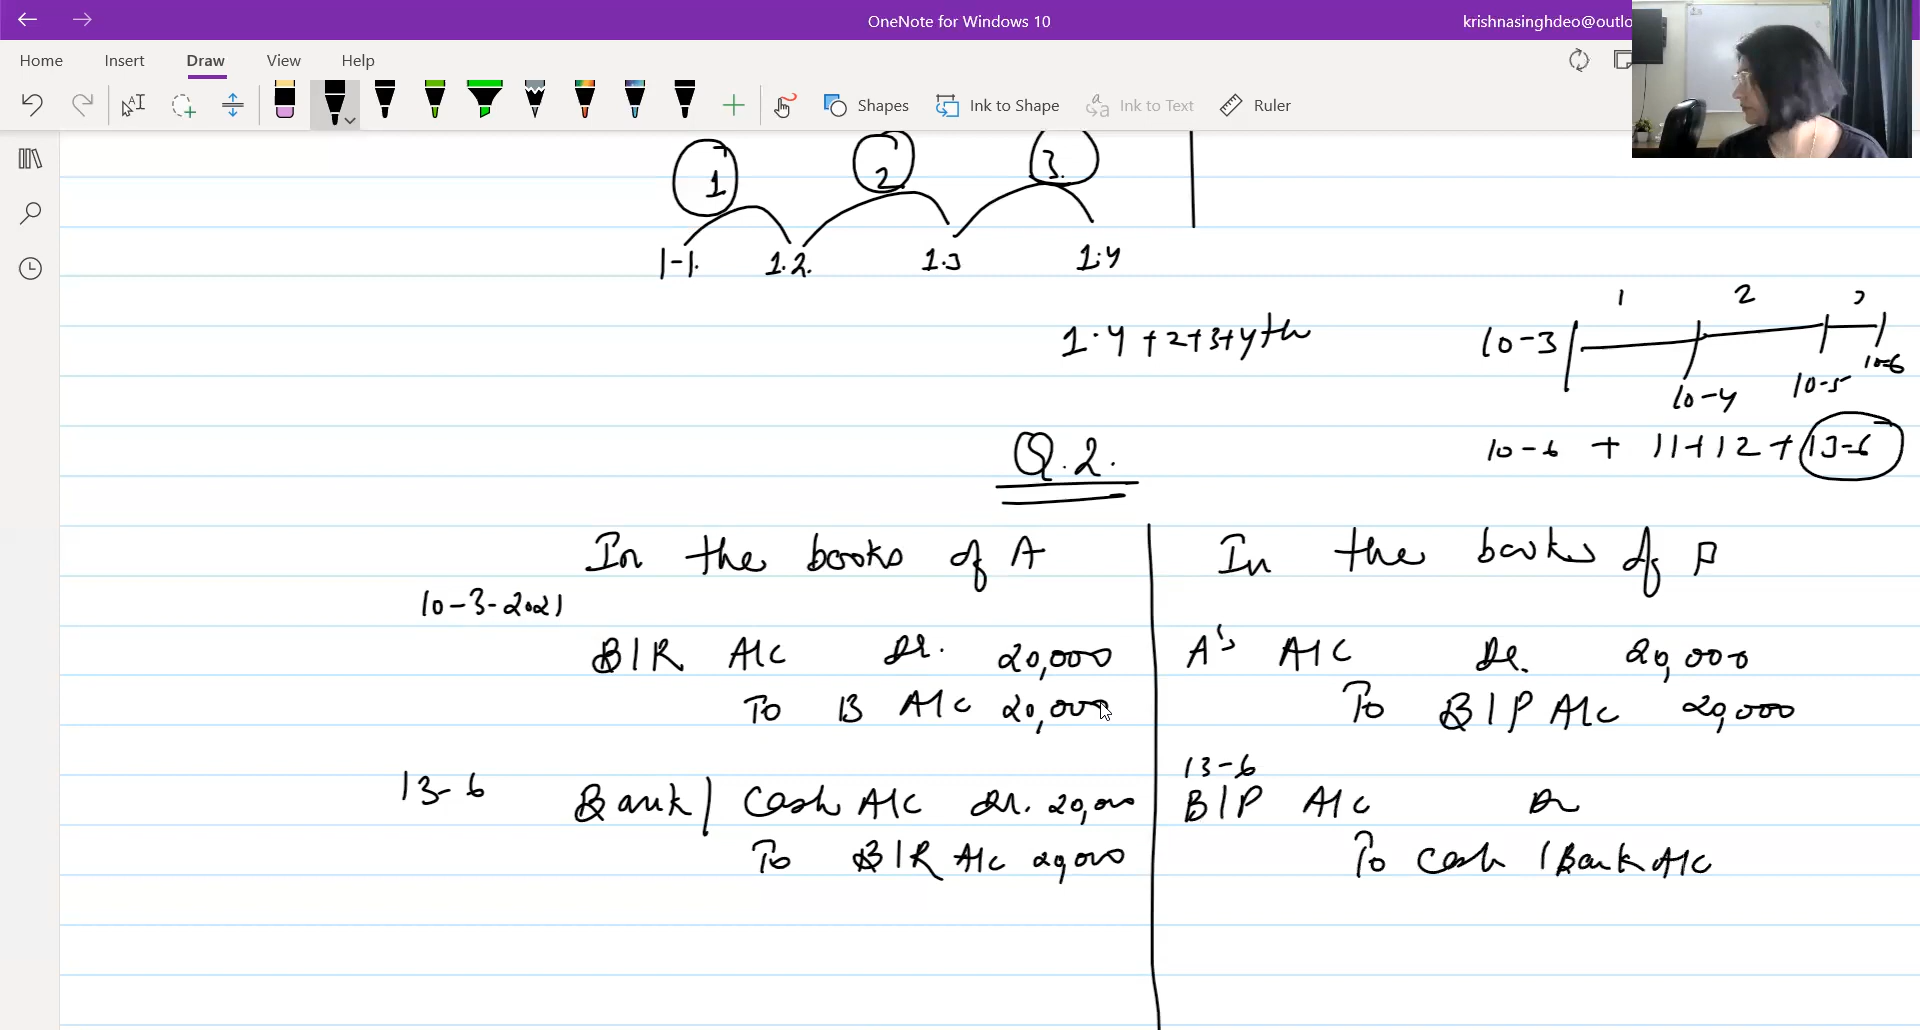 OneNote for Windows 10
krishnasinghdeo@outlo
Home Insert Draw View Help
Shapes Ink to Shape Ink to Text Ruler
1 2 3.
1-1. 1.2. 1.3 1.4
1 2
1.4 + 2+3+4th
10-3
10-4 10-5 10-6
10-6 + 11+12+ 13-6
Q.2.
In the books of A
10-3-2021
B/R A/c Dr. 20,000
To B A/c 20,000
13-6
Bank/ Cash A/c Dr. 20,000
To B/R A/c 20,000
In the books of
A's A/c Dr. 20,000
To B/P A/c 20,000
13-6
B/P A/c Dr
To Cash / Bank A/c